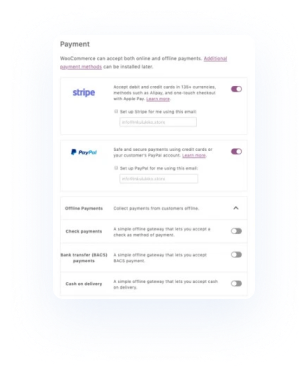 Payment
WooCommerce can accept both online and offline payments. Additional
payment methods can be installed later.
stripe
Accept debit and credit cards in 135+ currencies,
methods such as Alipay, and one-touch checkout
with Apple Pay. Learn more.
Set up Stripe for me using this email:
PayPal
Safe and secure payments using credit cards or
your customer's PayPal account. Learn more.
Set up PayPal for me using this email:
Offline Payments
Collect payments from customers offline.
Check payments
A simple offline gateway that lets you accept a
check as method of payment.
Bank transfer (BACS)
payments
A simple offline gateway that lets you accept
BACS payment.
Cash on delivery
A simple offline gateway that lets you accept cash
on delivery.